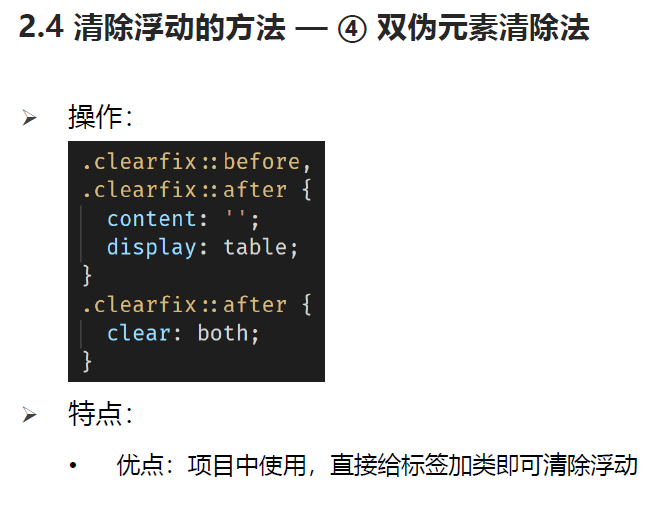 2.4 清除浮动的方法 — ④ 双伪元素清除法
操作：
.clearfix::before,
.clearfix::after {
  content: '';
  display: table;
}
.clearfix::after {
  clear: both;
}
特点：
• 优点：项目中使用，直接给标签加类即可清除浮动